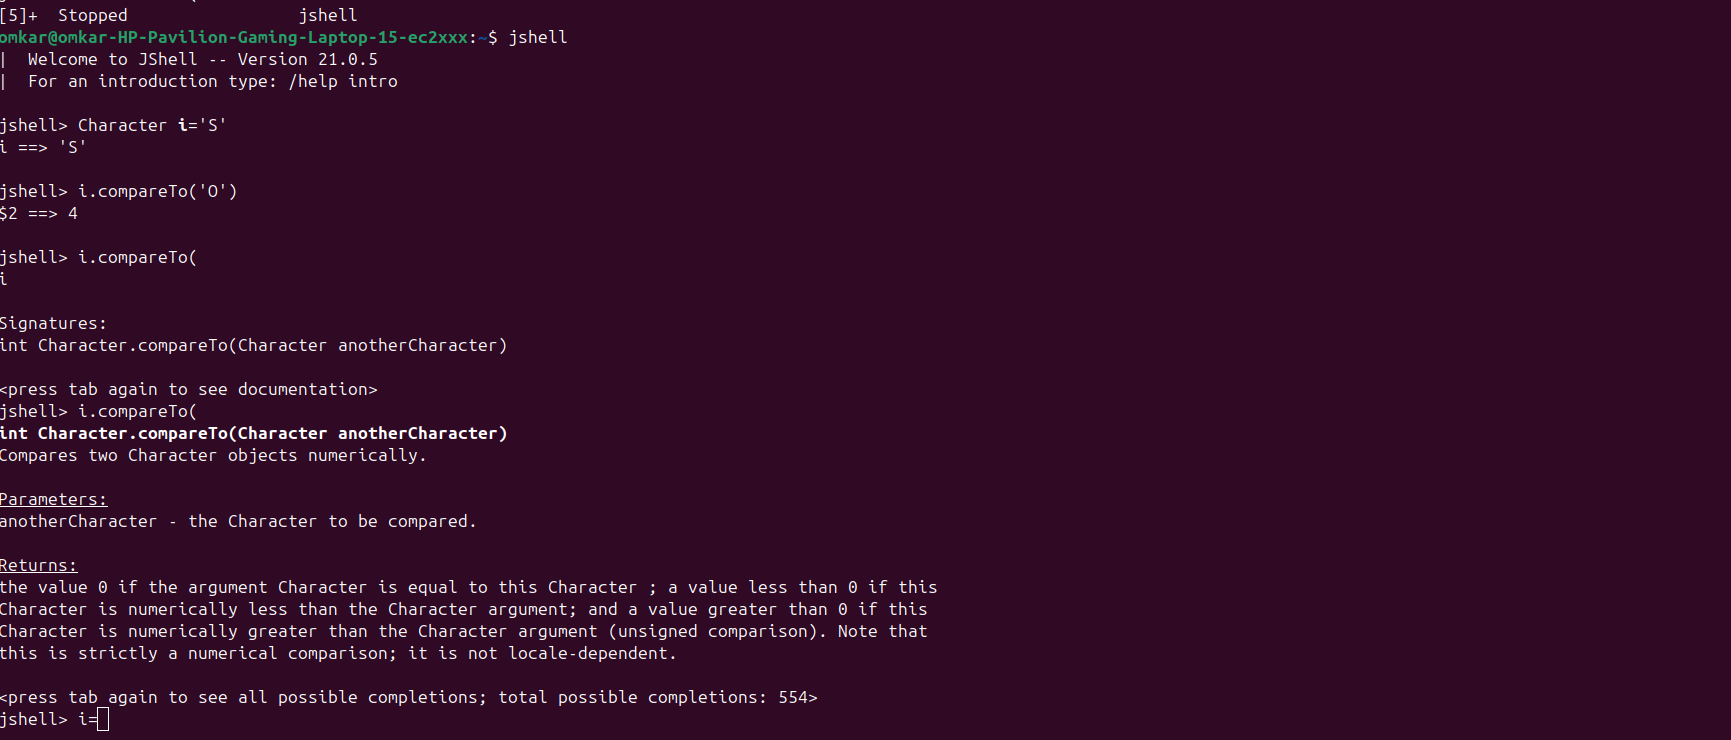 [5]+  Stopped                 jshell
omkar@omkar-HP-Pavilion-Gaming-Laptop-15-ec2xxx:~$ jshell
|  Welcome to JShell -- Version 21.0.5
|  For an introduction type: /help intro
jshell> Character i='S'
i ==> 'S'
jshell> i.compareTo('O')
$2 ==> 4
jshell> i.compareTo(
i
Signatures:
int Character.compareTo(Character anotherCharacter)
<press tab again to see documentation>
jshell> i.compareTo(
int Character.compareTo(Character anotherCharacter)
Compares two Character objects numerically.
Parameters:
anotherCharacter - the Character to be compared.
Returns:
the value 0 if the argument Character is equal to this Character ; a value less than 0 if this
Character is numerically less than the Character argument; and a value greater than 0 if this
Character is numerically greater than the Character argument (unsigned comparison). Note that
this is strictly a numerical comparison; it is not locale-dependent.
<press tab again to see all possible completions; total possible completions: 554>
jshell> i=